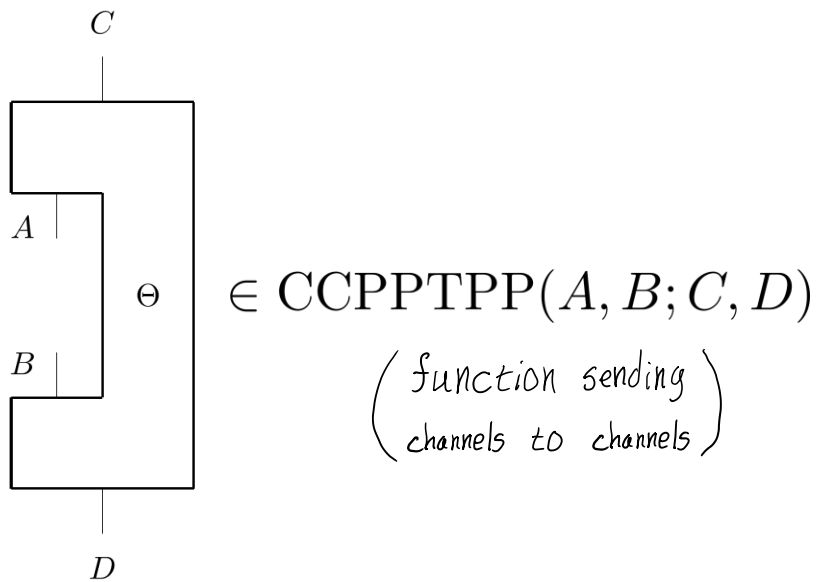 C
A
Θ ∈ CCPPTPP(A, B; C, D)
B
(function sending
channels to channels)
D